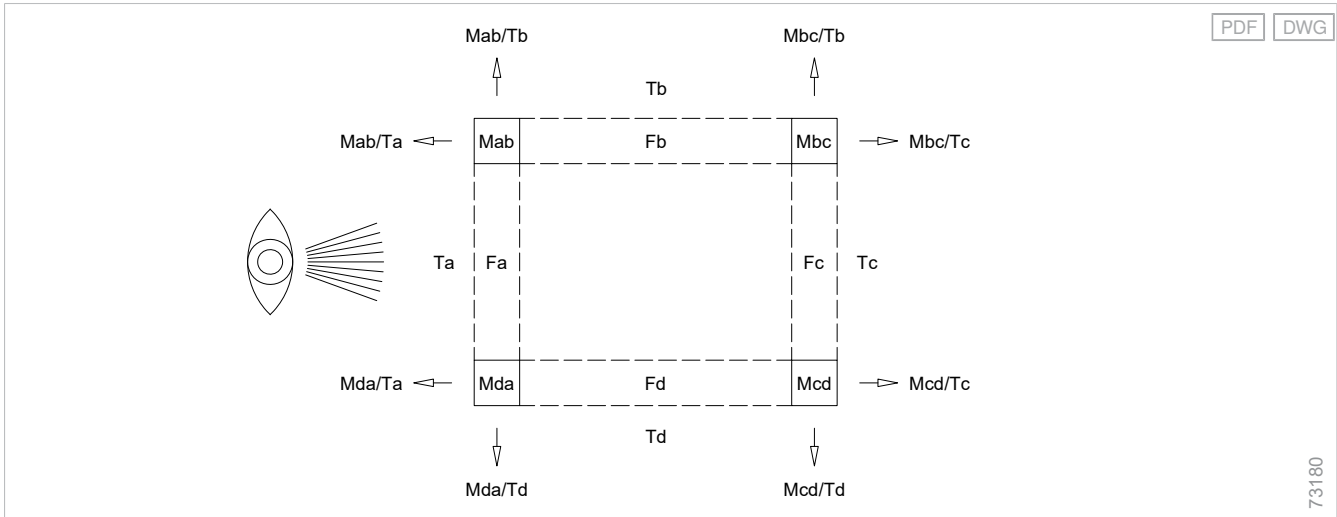 Mab/Tb Mbc/Tb PDF DWG
Tb
Mab/Ta Mab Fb Mbc Mbc/Tc
Ta Fa Fc Tc
Mda/Ta Mda Fd Mcd Mcd/Tc
Td
Mda/Td Mcd/Td
73180